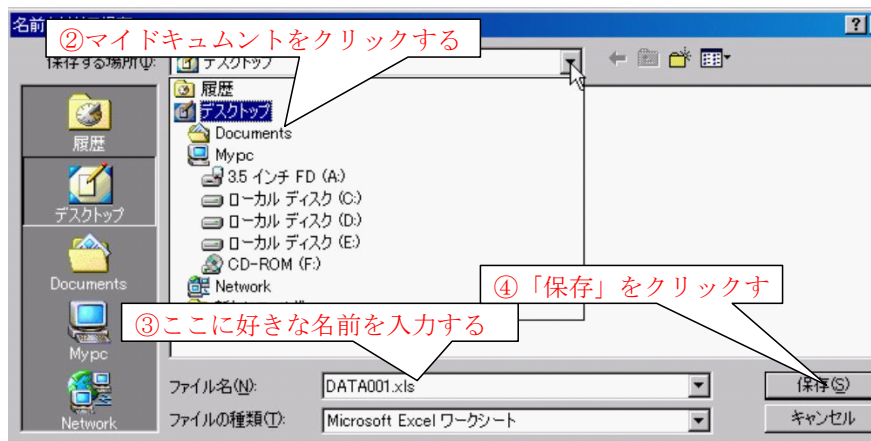 名前
②マイドキュムントをクリックする
保存する場所(I):
デスクトップ
履歴
デスクトップ
Documents
Mypc
3.5 インチ FD (A:)
ローカル ディスク (C:)
ローカル ディスク (D:)
ローカル ディスク (E:)
CD-ROM (F:)
Network
履歴
デスクトップ
Documents
Mypc
Network
④「保存」をクリックす
③ここに好きな名前を入力する
ファイル名(N):
DATA001.xls
保存(S)
ファイルの種類(T):
Microsoft Excel ワークシート
キャンセル